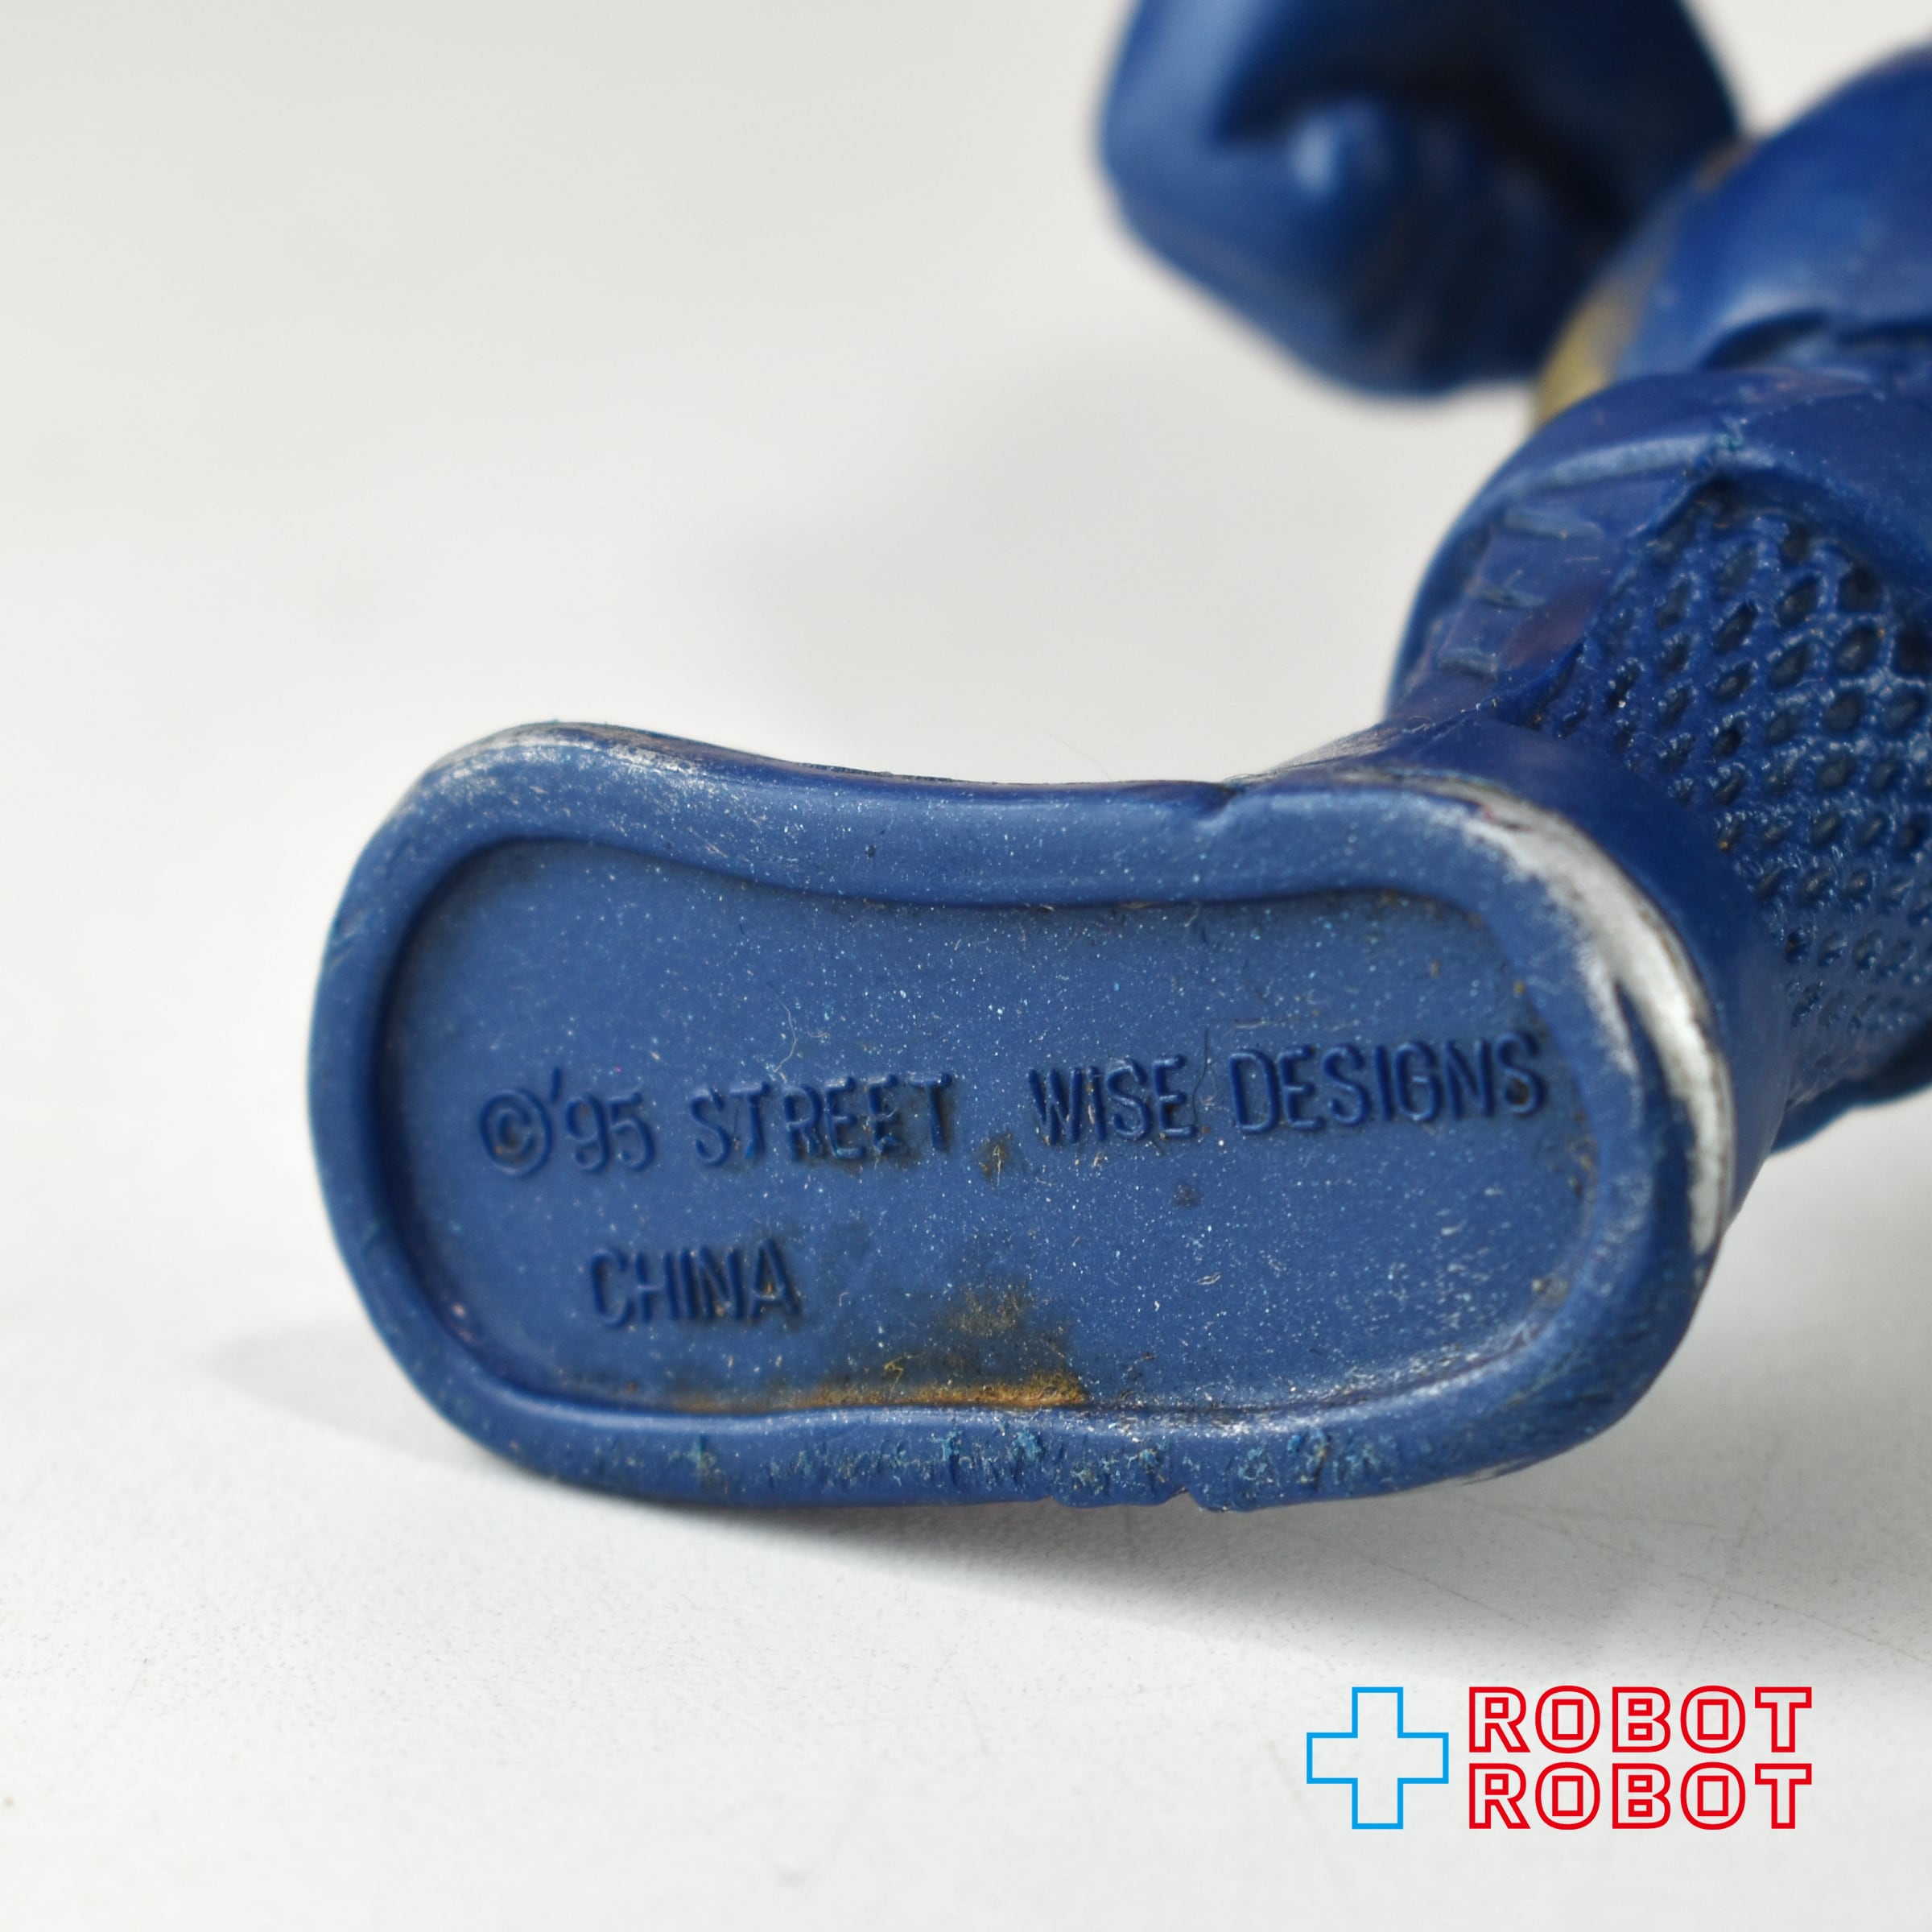 ©'95 STREET WISE DESIGNS
CHINA
ROBOT
ROBOT